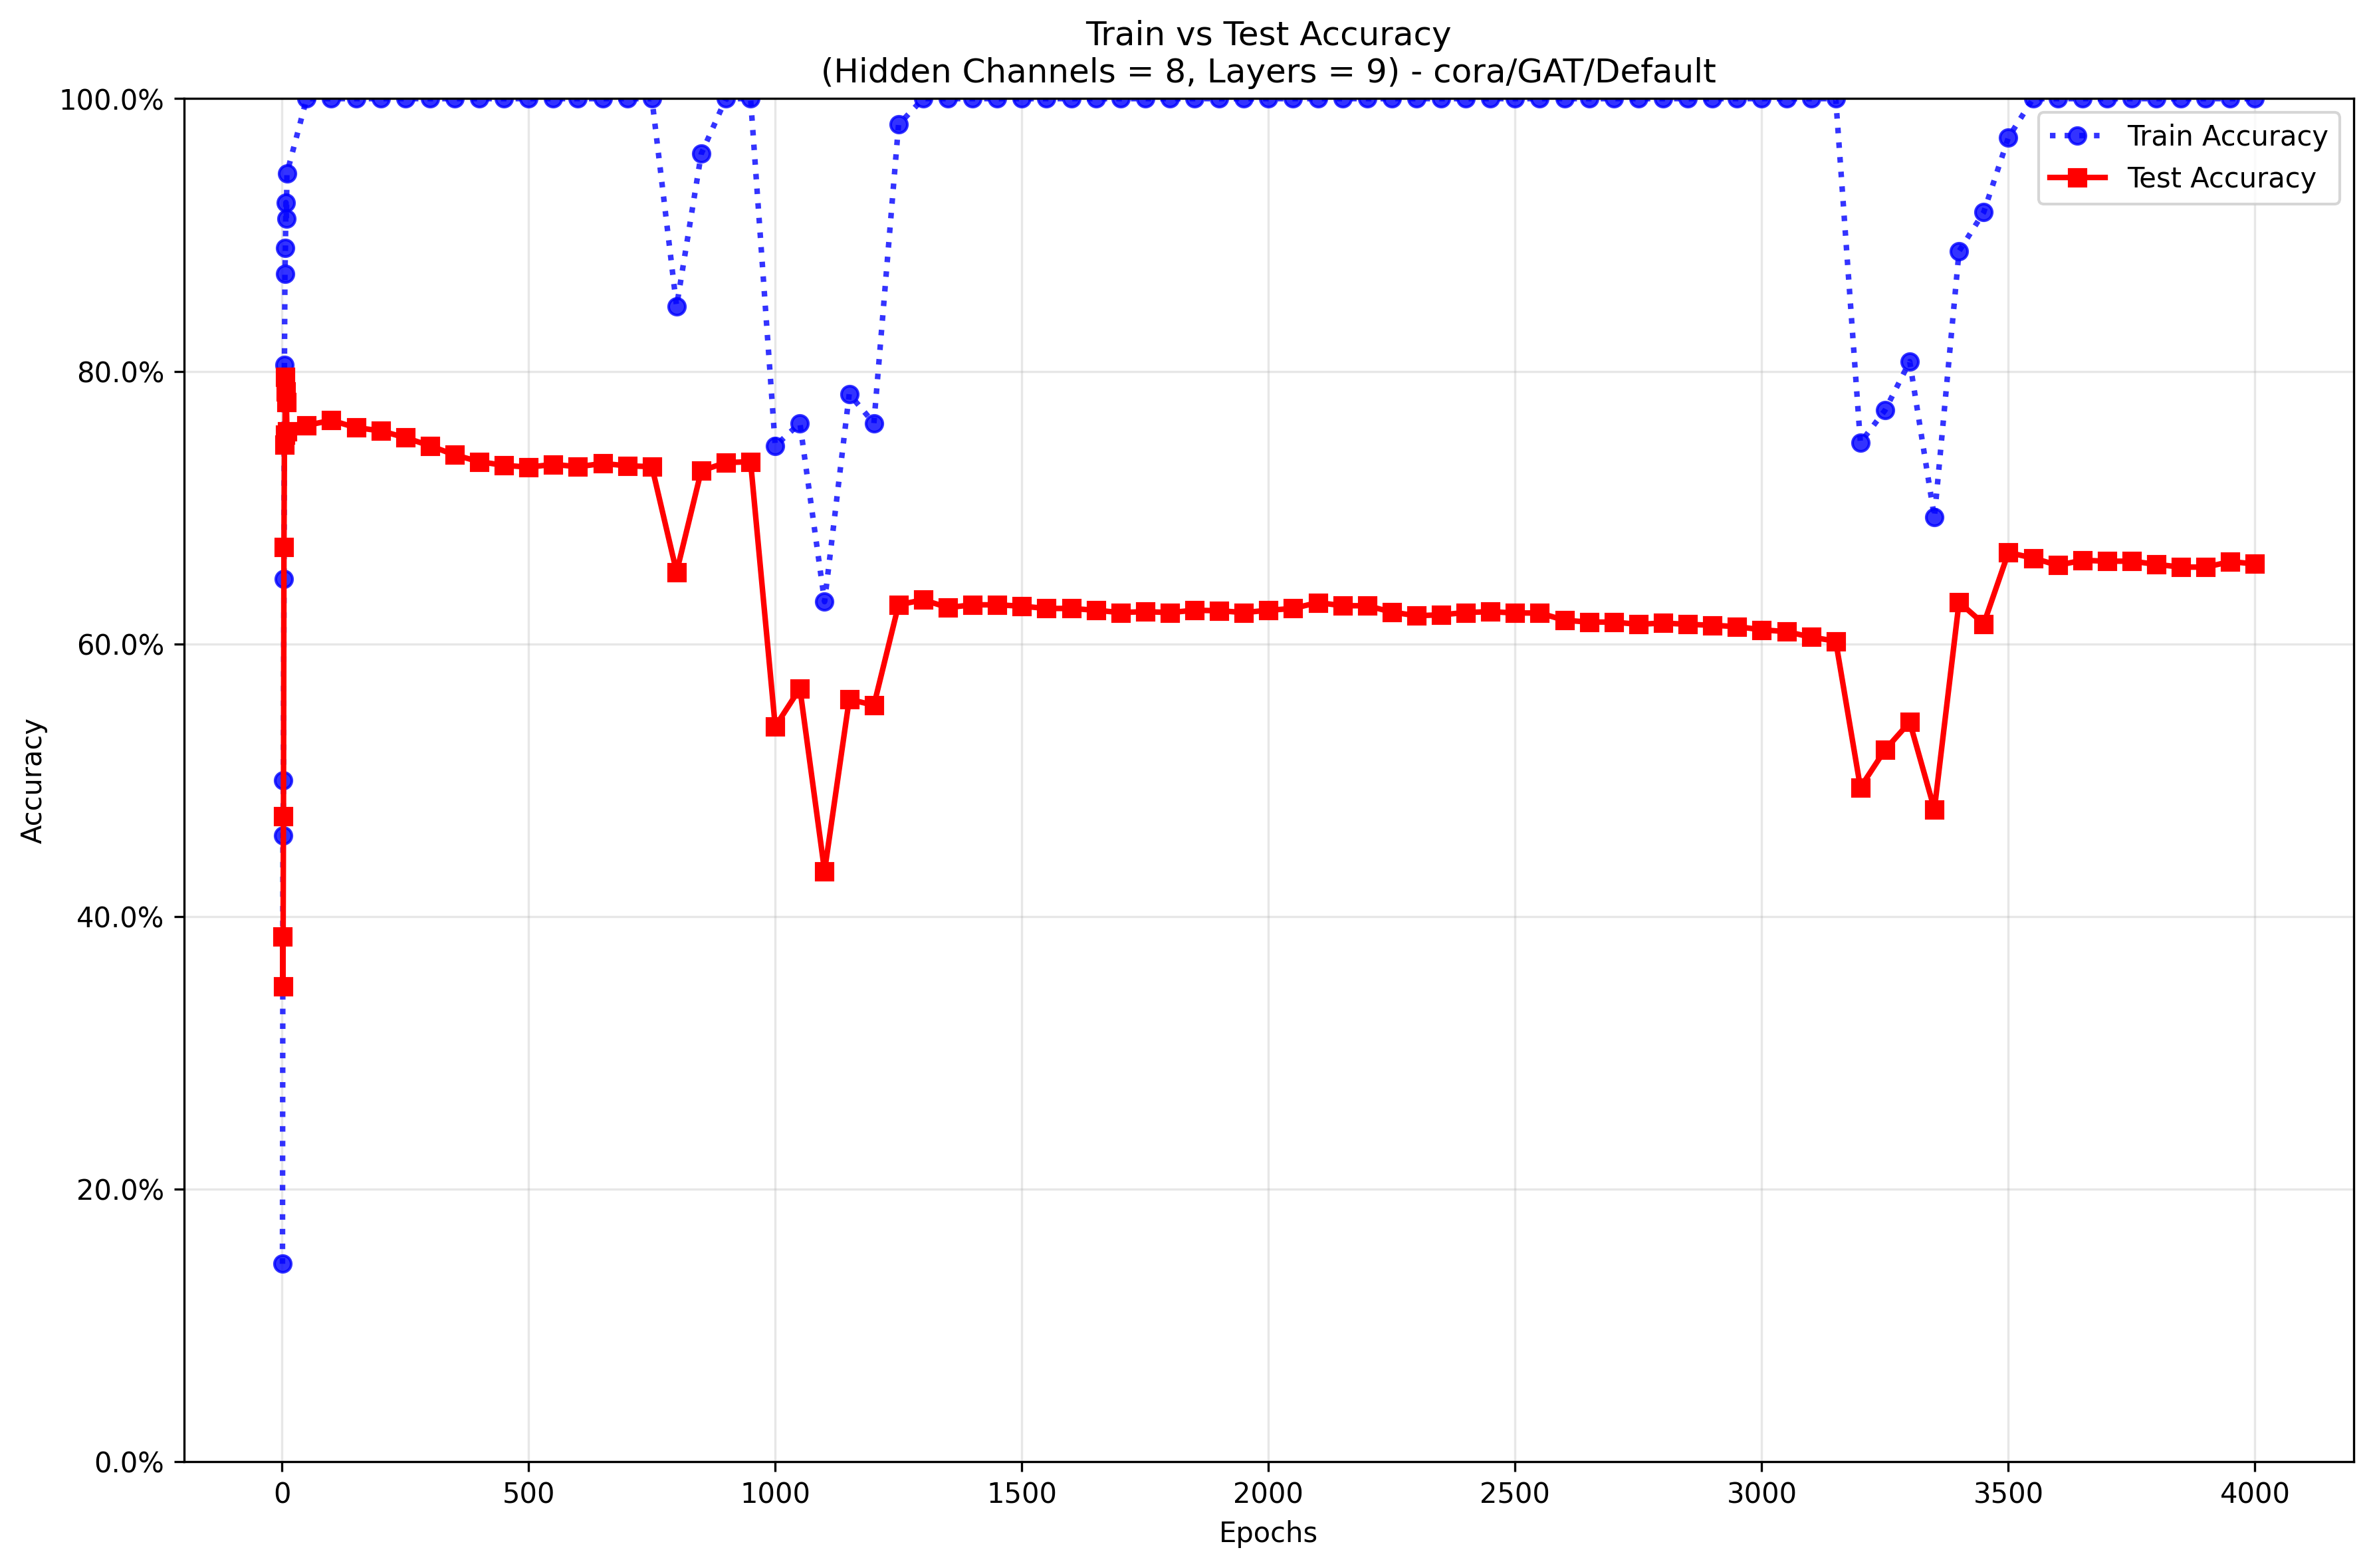 Train vs Test Accuracy
(Hidden Channels = 8, Layers = 9) - cora/GAT/Default
100.0%
80.0%
60.0%
40.0%
20.0%
0.0%
Accuracy
Train Accuracy
Test Accuracy
0 500 1000 1500 2000 2500 3000 3500 4000
Epochs